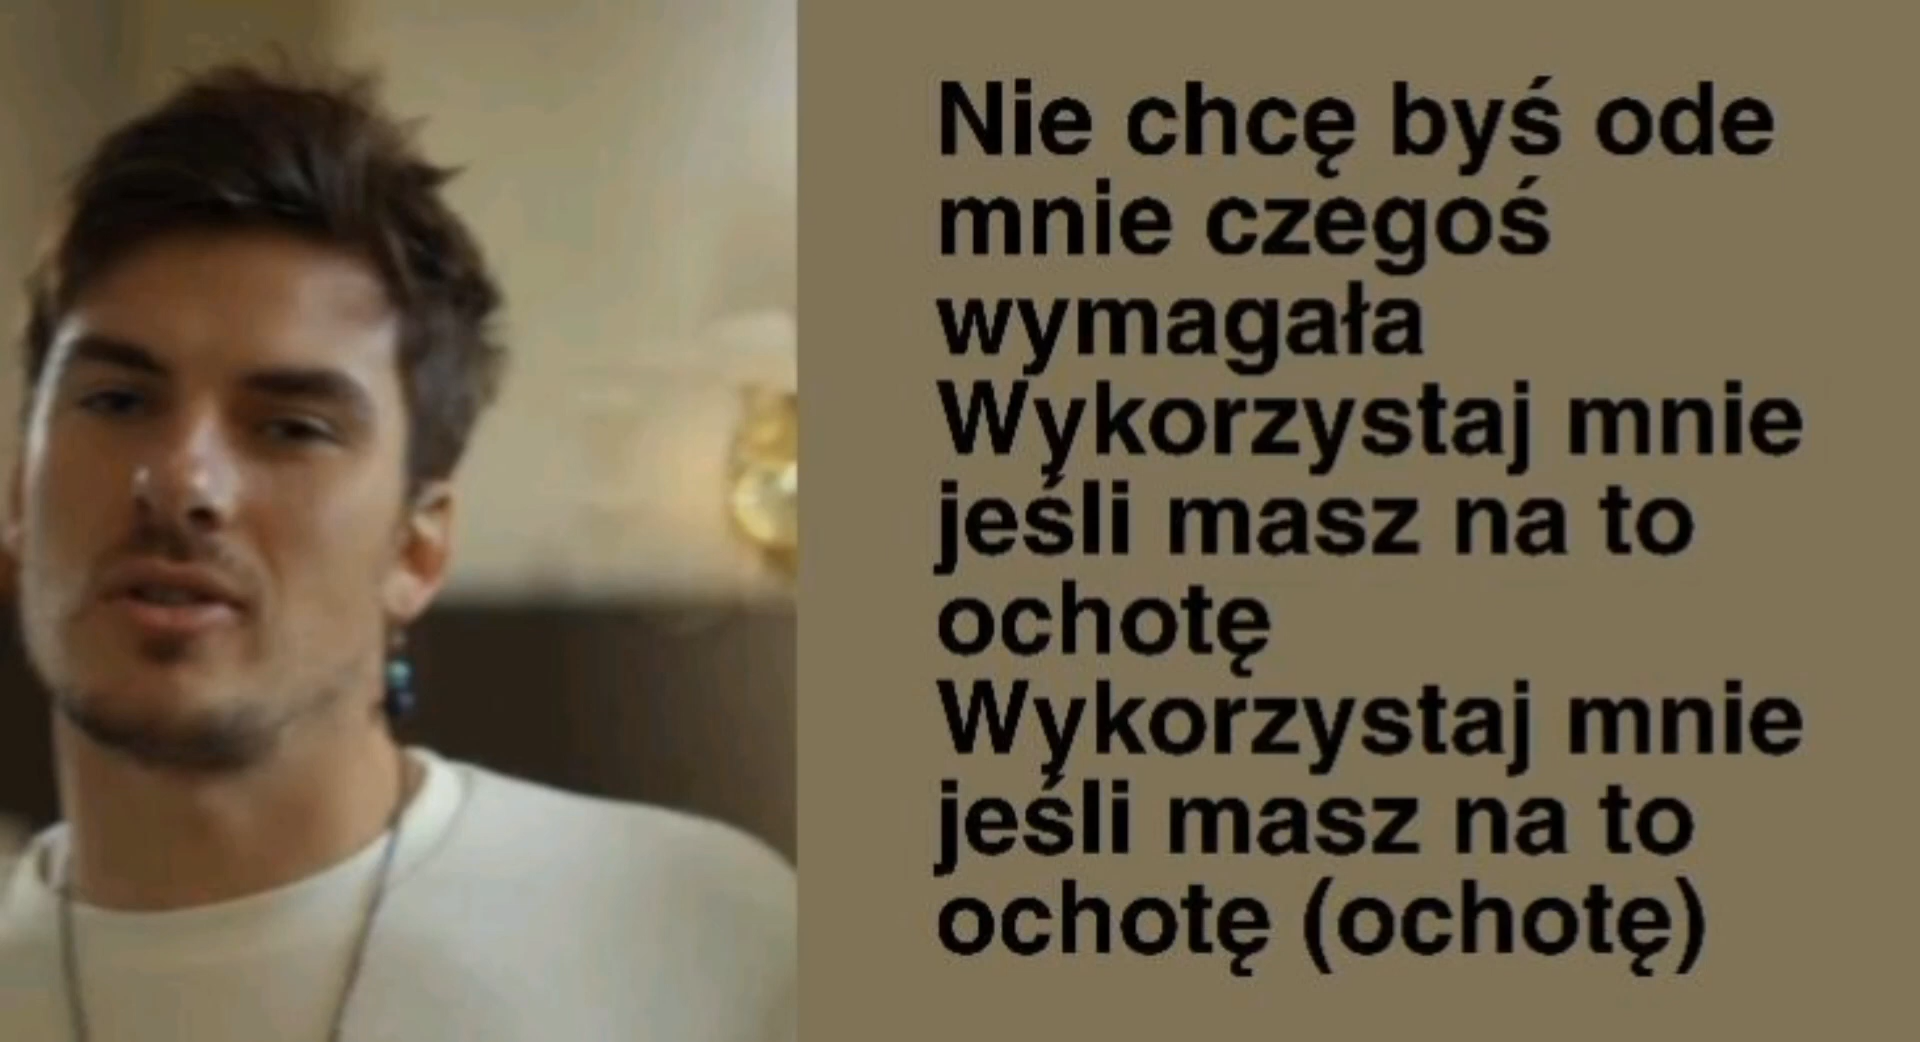 Nie chcę byś ode
mnie czegoś
wymagała
Wykorzystaj mnie
jeśli masz na to
ochotę
Wykorzystaj mnie
jeśli masz na to
ochotę (ochotę)